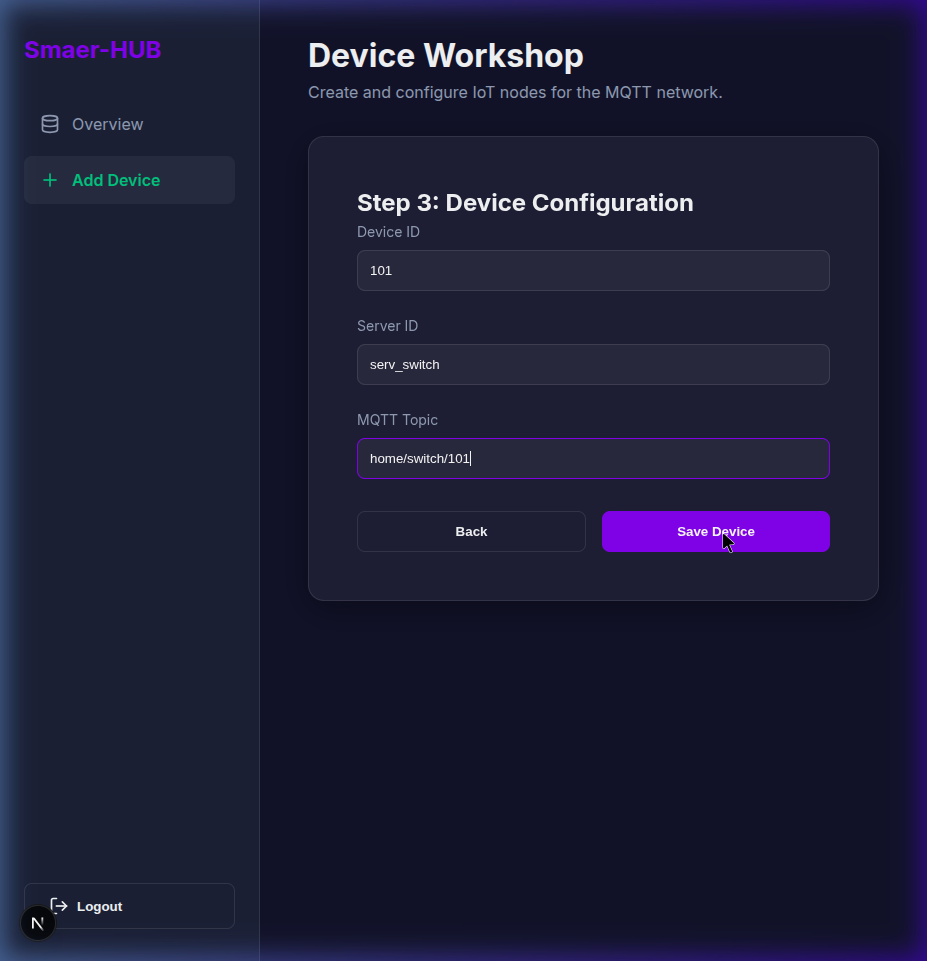 Smaer-HUB
Overview
Add Device
Logout
N
Device Workshop
Create and configure IoT nodes for the MQTT network.
Step 3: Device Configuration
Device ID
101
Server ID
serv_switch
MQTT Topic
home/switch/101
Back
Save Device